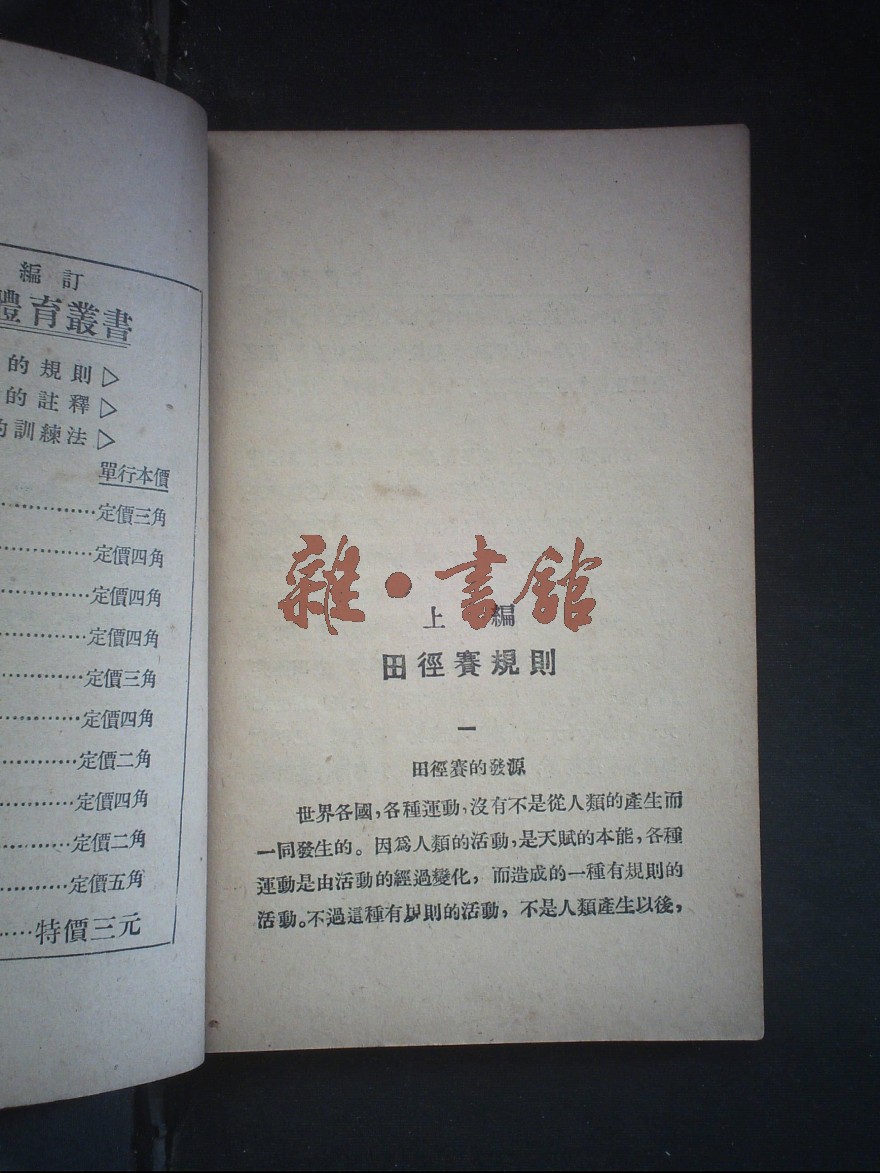 編訂
體育叢書
的規則▷
的註釋▷
的訓練法▷
單行本價
…………定價三角
…………定價四角
…………定價四角
…………定價四角
…………定價三角
…………定價四角
…………定價二角
…………定價四角
…………定價二角
…………定價五角
……特價三元
雜·書館
上編
田徑賽規則
一
田徑賽的發源
世界各國,各種運動,沒有不是從人類的產生而
一同發生的。因爲人類的活動,是天賦的本能,各種
運動是由活動的經過變化,而造成的一種有規則的
活動。不過這種有規則的活動,不是人類產生以後,